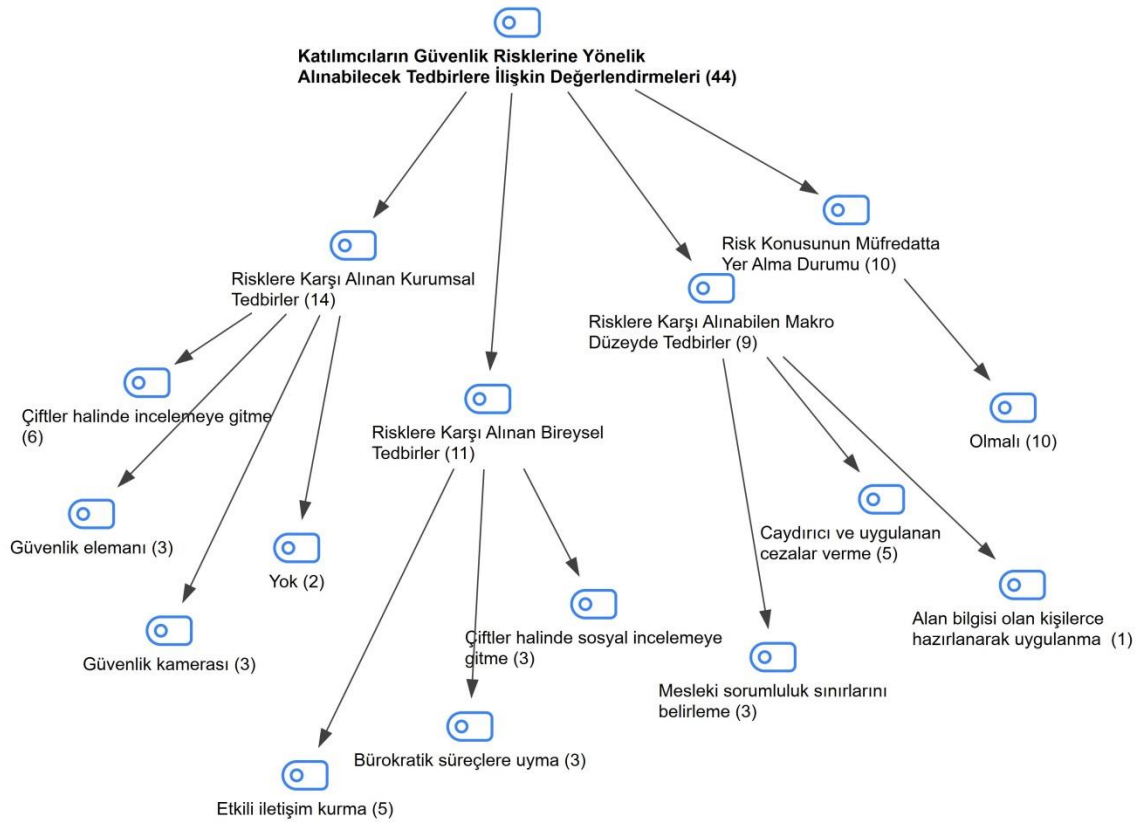 Katılımcıların Güvenlik Risklerine Yönelik
Alınabilecek Tedbirlere İlişkin Değerlendirmeleri (44)
Risk Konusunun Müfredatta
Yer Alma Durumu (10)
Risklere Karşı Alınan Kurumsal
Tedbirler (14)
Risklere Karşı Alınabilen Makro
Düzeyde Tedbirler (9)
Çiftler halinde incelemeye gitme
(6)
Risklere Karşı Alınan Bireysel
Tedbirler (11)
Olmalı (10)
Güvenlik elemanı (3)
Yok (2)
Caydırıcı ve uygulanan
cezalar verme (5)
Alan bilgisi olan kişilerce
hazırlanarak uygulanma (1)
Güvenlik kamerası (3)
Çiftler halinde sosyal incelemeye
gitme (3)
Mesleki sorumluluk sınırlarını
belirleme (3)
Bürokratik süreçlere uyma (3)
Etkili iletişim kurma (5)